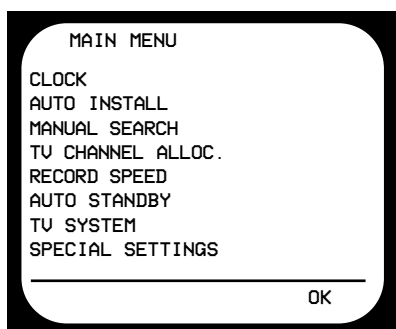 MAIN MENU
CLOCK
AUTO INSTALL
MANUAL SEARCH
TV CHANNEL ALLOC.
RECORD SPEED
AUTO STANDBY
TV SYSTEM
SPECIAL SETTINGS
OK